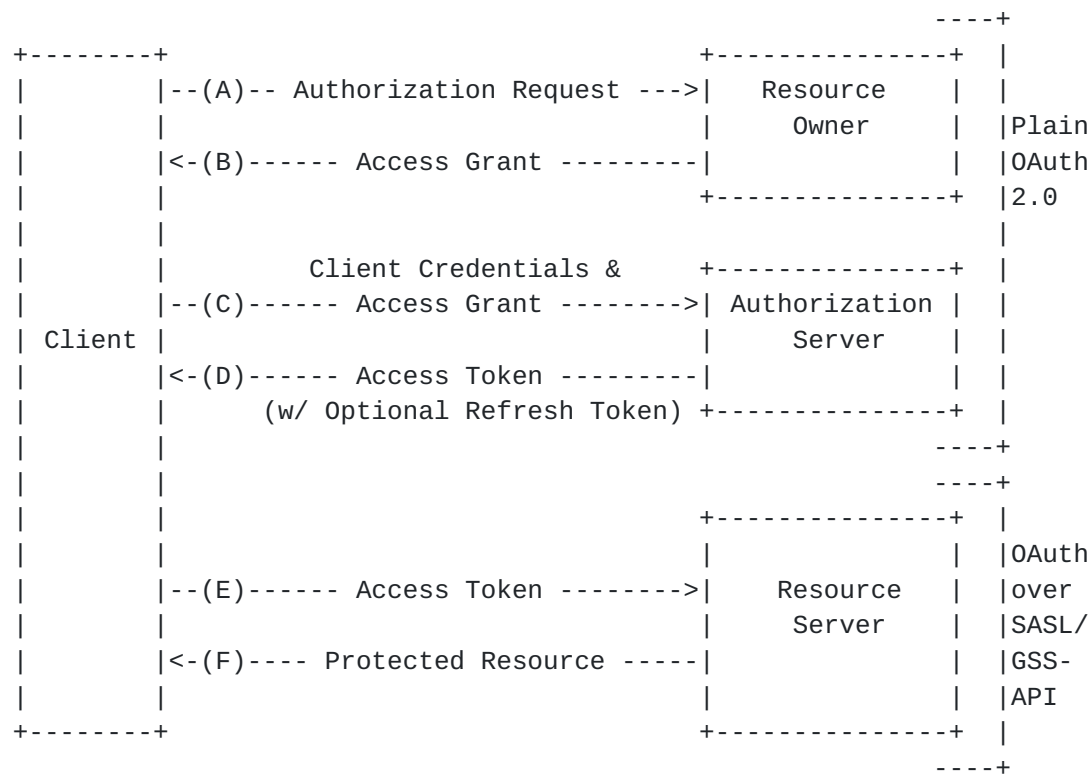 ----+
+--------+ +---------------+ |
| |--(A)-- Authorization Request --->| Resource | |
| | | Owner | |Plain
| |<-(B)------ Access Grant ---------| | |OAuth
| | +---------------+ |2.0
| | |
| | Client Credentials & +---------------+ |
| |--(C)------ Access Grant -------->| Authorization | |
| Client | | Server | |
| |<-(D)------ Access Token ---------| | |
| | (w/ Optional Refresh Token) +---------------+ |
| | ----+
| | ----+
| | +---------------+ |
| | | | |OAuth
| |--(E)------ Access Token -------->| Resource | |over
| | | Server | |SASL/
| |<-(F)---- Protected Resource -----| | |GSS-
| | | | |API
+--------+ +---------------+ |
----+